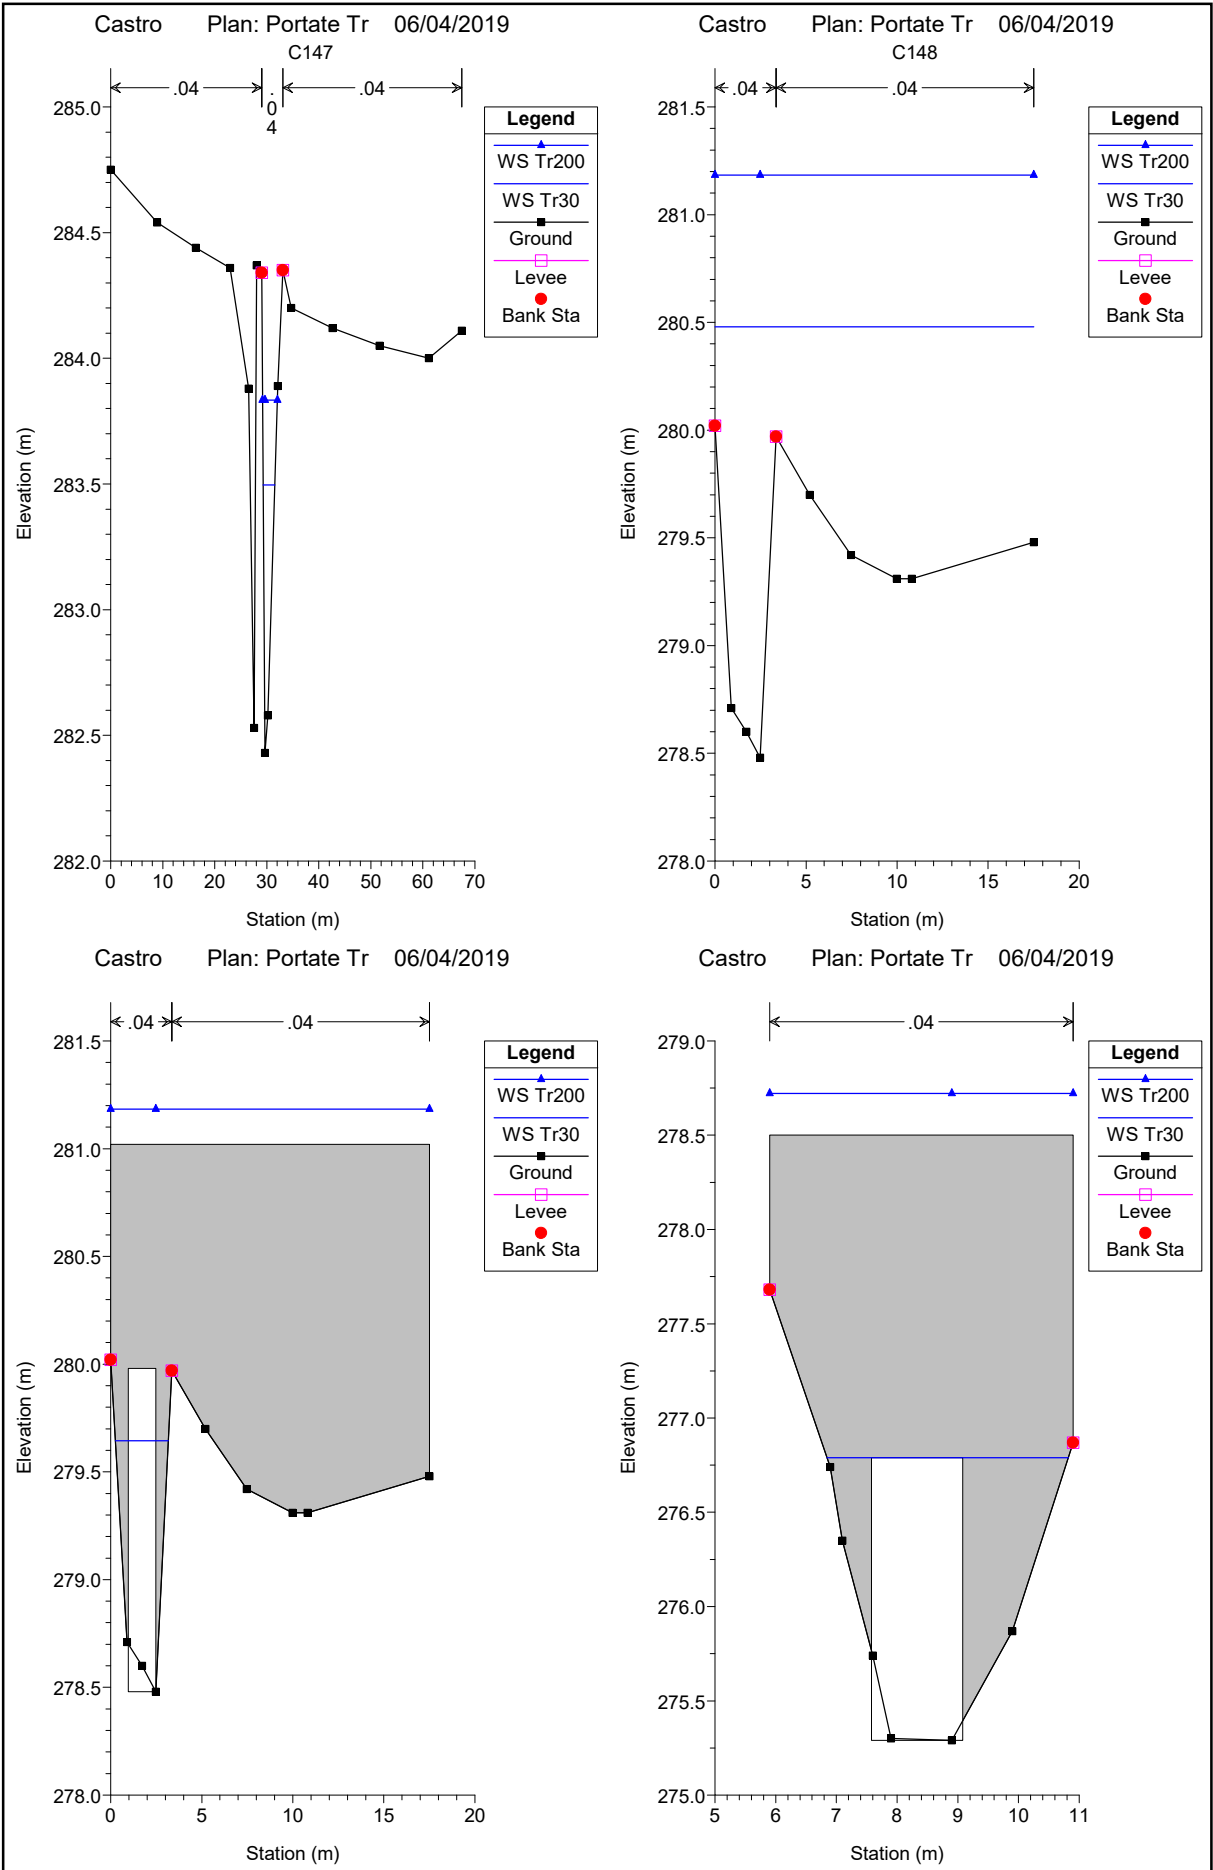 Castro Plan: Portate Tr 06/04/2019
C147
.04 .04 .04
Legend
WS Tr200
WS Tr30
Ground
Levee
Bank Sta
285.0
284.5
284.0
283.5
283.0
282.5
282.0
Elevation (m)
0 10 20 30 40 50 60 70
Station (m)
Castro Plan: Portate Tr 06/04/2019
C148
.04 .04
Legend
WS Tr200
WS Tr30
Ground
Levee
Bank Sta
281.5
281.0
280.5
280.0
279.5
279.0
278.5
278.0
Elevation (m)
0 5 10 15 20
Station (m)
Castro Plan: Portate Tr 06/04/2019
.04 .04
Legend
WS Tr200
WS Tr30
Ground
Levee
Bank Sta
281.5
281.0
280.5
280.0
279.5
279.0
278.5
278.0
Elevation (m)
0 5 10 15 20
Station (m)
Castro Plan: Portate Tr 06/04/2019
.04
Legend
WS Tr200
WS Tr30
Ground
Levee
Bank Sta
279.0
278.5
278.0
277.5
277.0
276.5
276.0
275.5
275.0
Elevation (m)
5 6 7 8 9 10 11
Station (m)